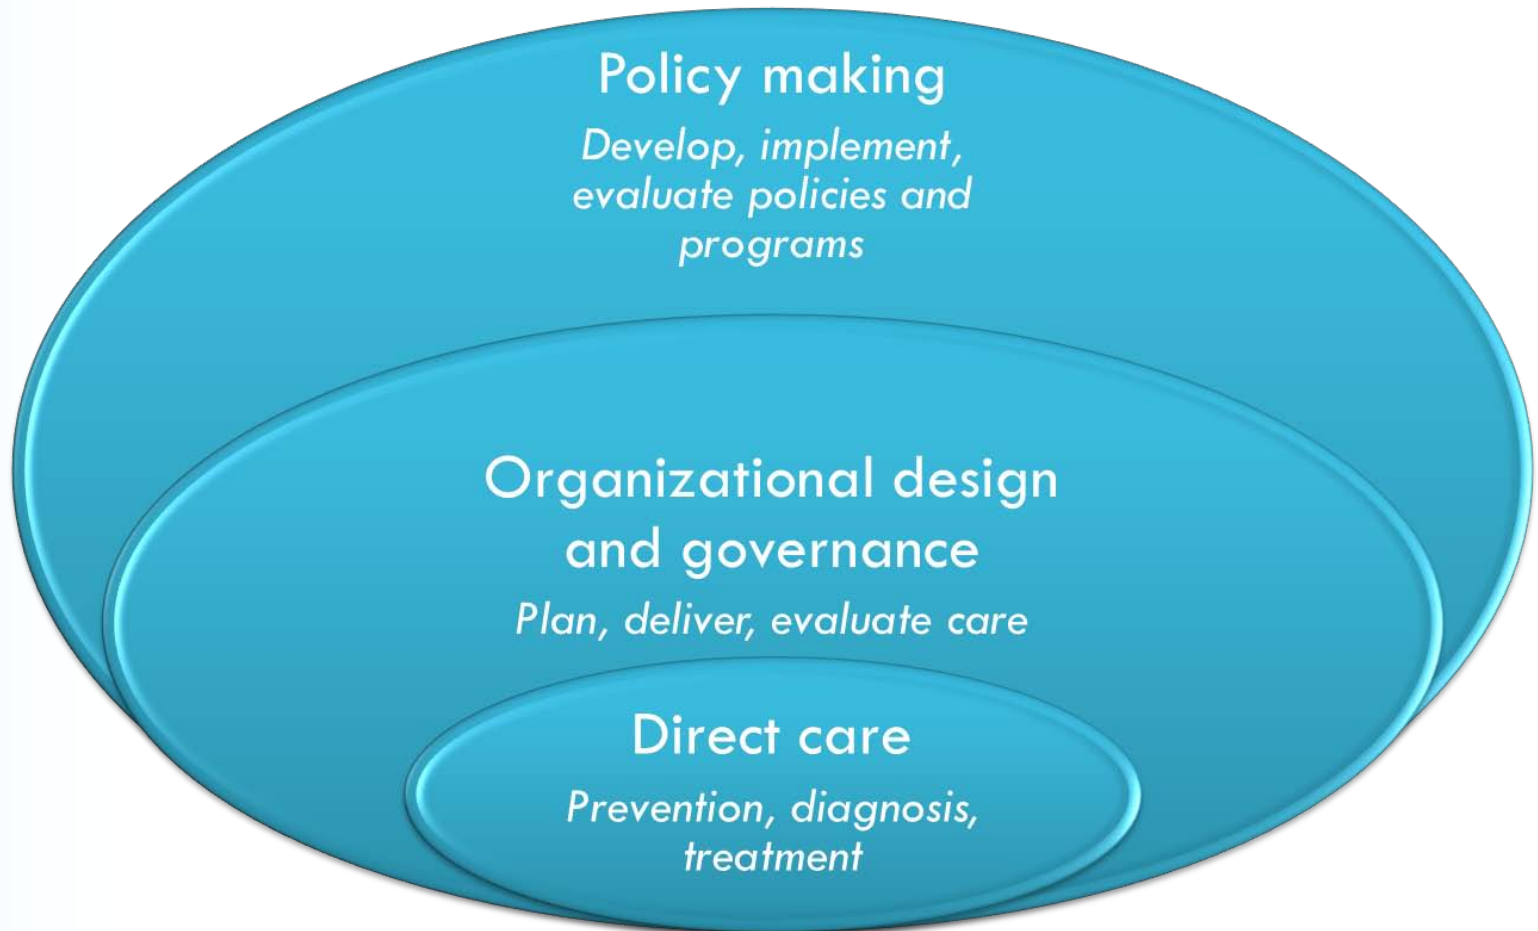 Policy making
Develop, implement,
evaluate policies and
programs
Organizational design
and governance
Plan, deliver, evaluate care
Direct care
Prevention, diagnosis,
treatment